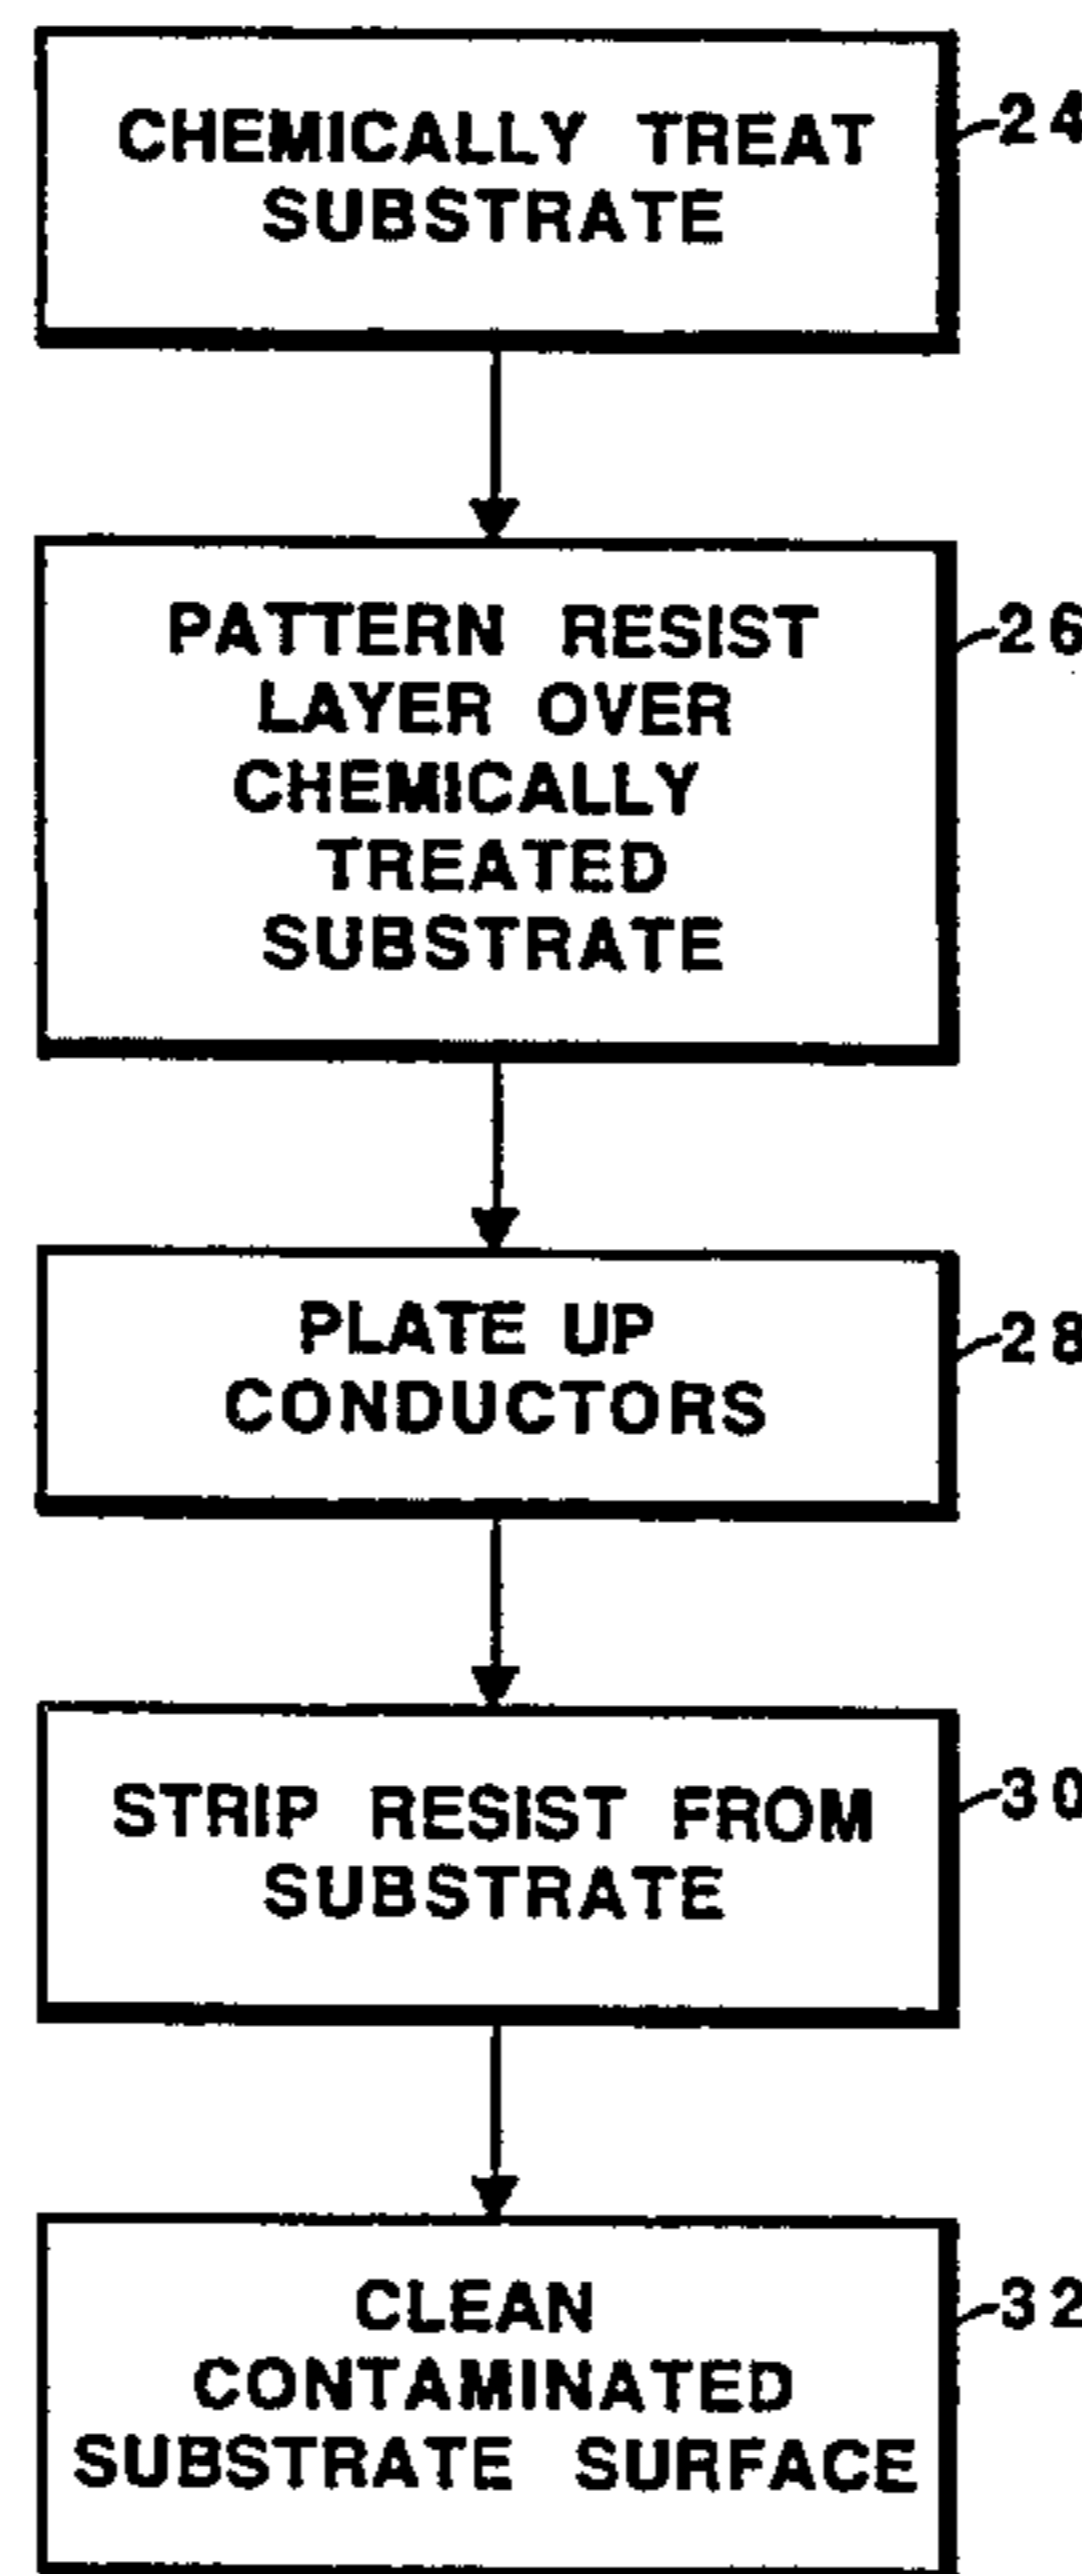 CHEMICALLY TREAT
SUBSTRATE
24
PATTERN RESIST
LAYER OVER
CHEMICALLY
TREATED
SUBSTRATE
26
PLATE UP
CONDUCTORS
28
STRIP RESIST FROM
SUBSTRATE
30
CLEAN
CONTAMINATED
SUBSTRATE SURFACE
32